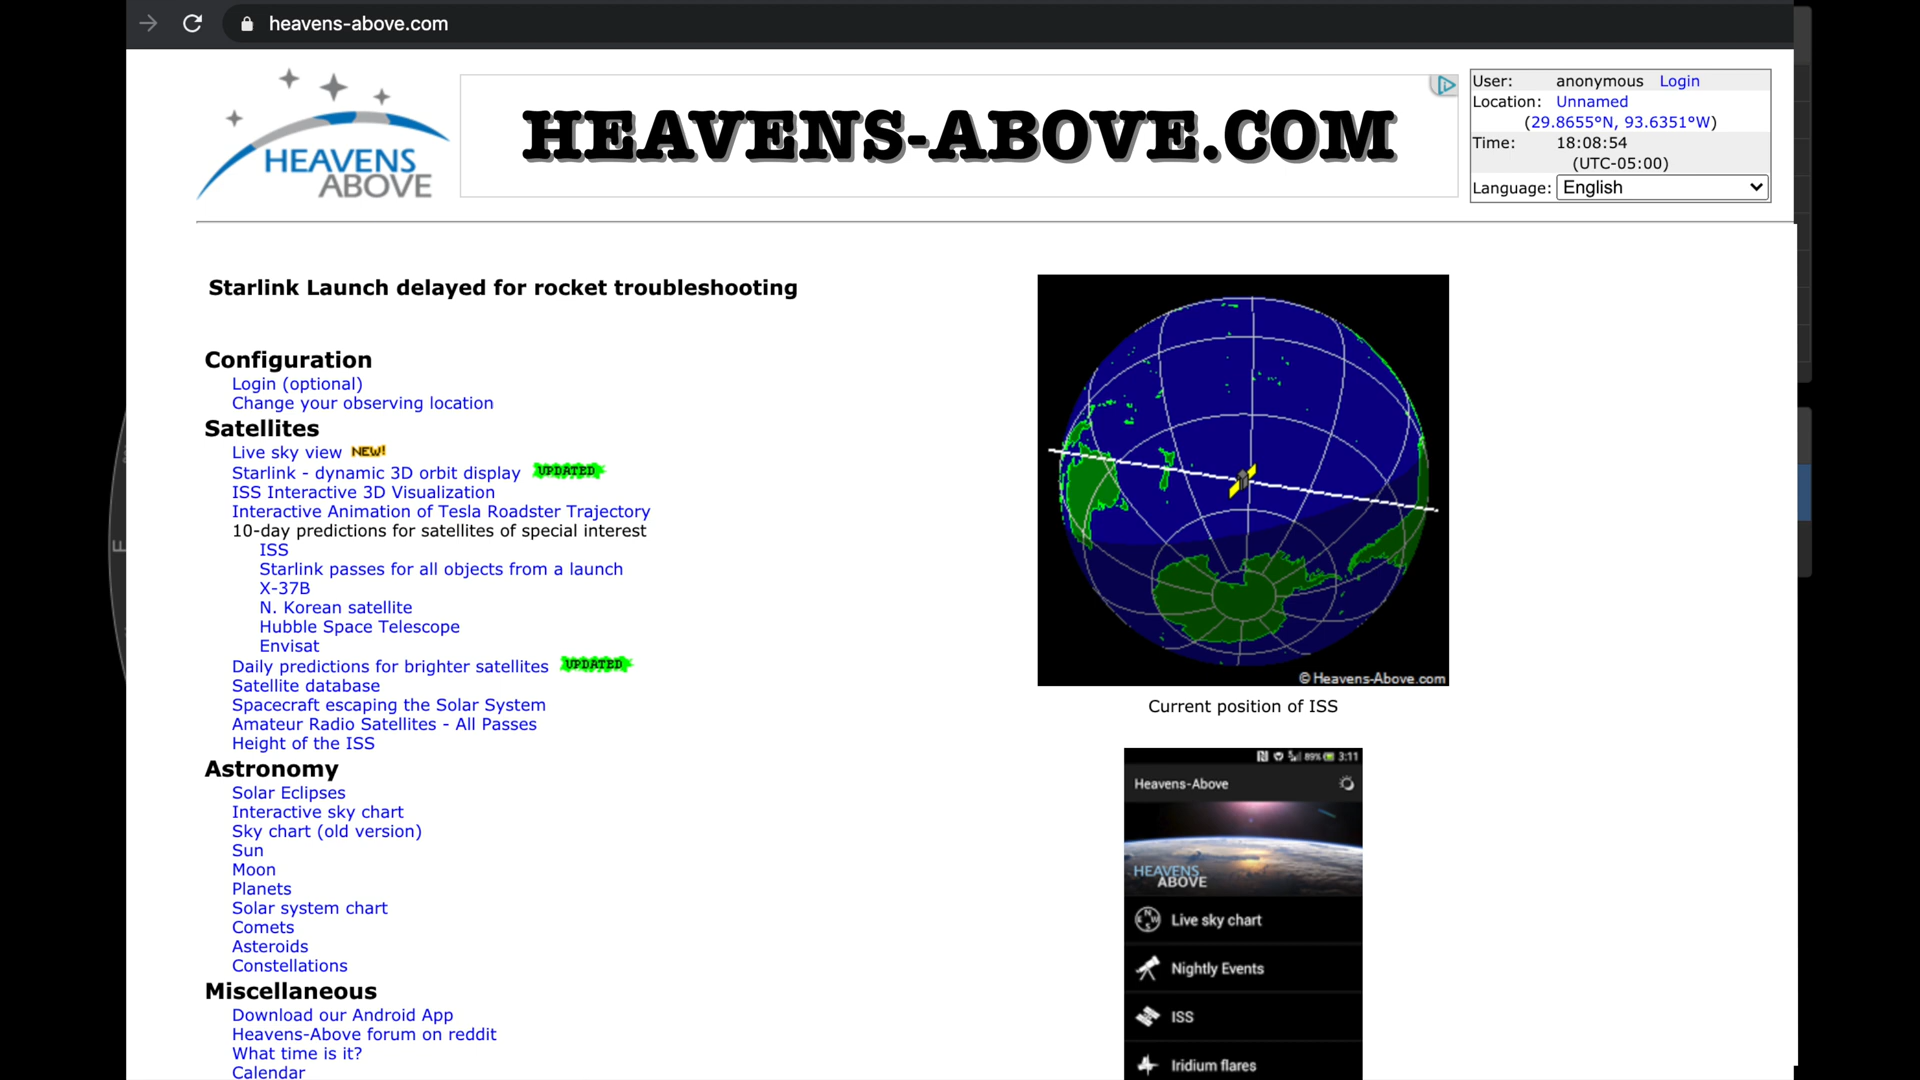 heavens-above.com
HEAVENS
ABOVE
HEAVENS-ABOVE.COM
User: anonymous Login
Location: Unnamed
(29.8655°N, 93.6351°W)
Time: 18:08:54
(UTC-05:00)
Language: English
Starlink Launch delayed for rocket troubleshooting
Configuration
Login (optional)
Change your observing location
Satellites
Live sky view NEW!
Starlink - dynamic 3D orbit display UPDATED
ISS Interactive 3D Visualization
Interactive Animation of Tesla Roadster Trajectory
10-day predictions for satellites of special interest
ISS
Starlink passes for all objects from a launch
X-37B
N. Korean satellite
Hubble Space Telescope
Envisat
Daily predictions for brighter satellites UPDATED
Satellite database
Spacecraft escaping the Solar System
Amateur Radio Satellites - All Passes
Height of the ISS
Astronomy
Solar Eclipses
Interactive sky chart
Sky chart (old version)
Sun
Moon
Planets
Solar system chart
Comets
Asteroids
Constellations
Miscellaneous
Download our Android App
Heavens-Above forum on reddit
What time is it?
Calendar
© Heavens-Above.com
Current position of ISS
89% 3:11
Heavens-Above
HEAVENS
ABOVE
Live sky chart
Nightly Events
ISS
Iridium flares